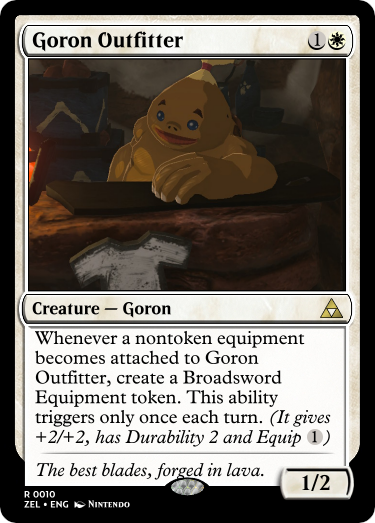 Goron Outfitter 1
Creature — Goron
Whenever a nontoken equipment
becomes attached to Goron
Outfitter, create a Broadsword
Equipment token. This ability
triggers only once each turn. (It gives
+2/+2, has Durability 2 and Equip 1)
The best blades, forged in lava.
1/2
R 0010
ZEL • ENG Nintendo